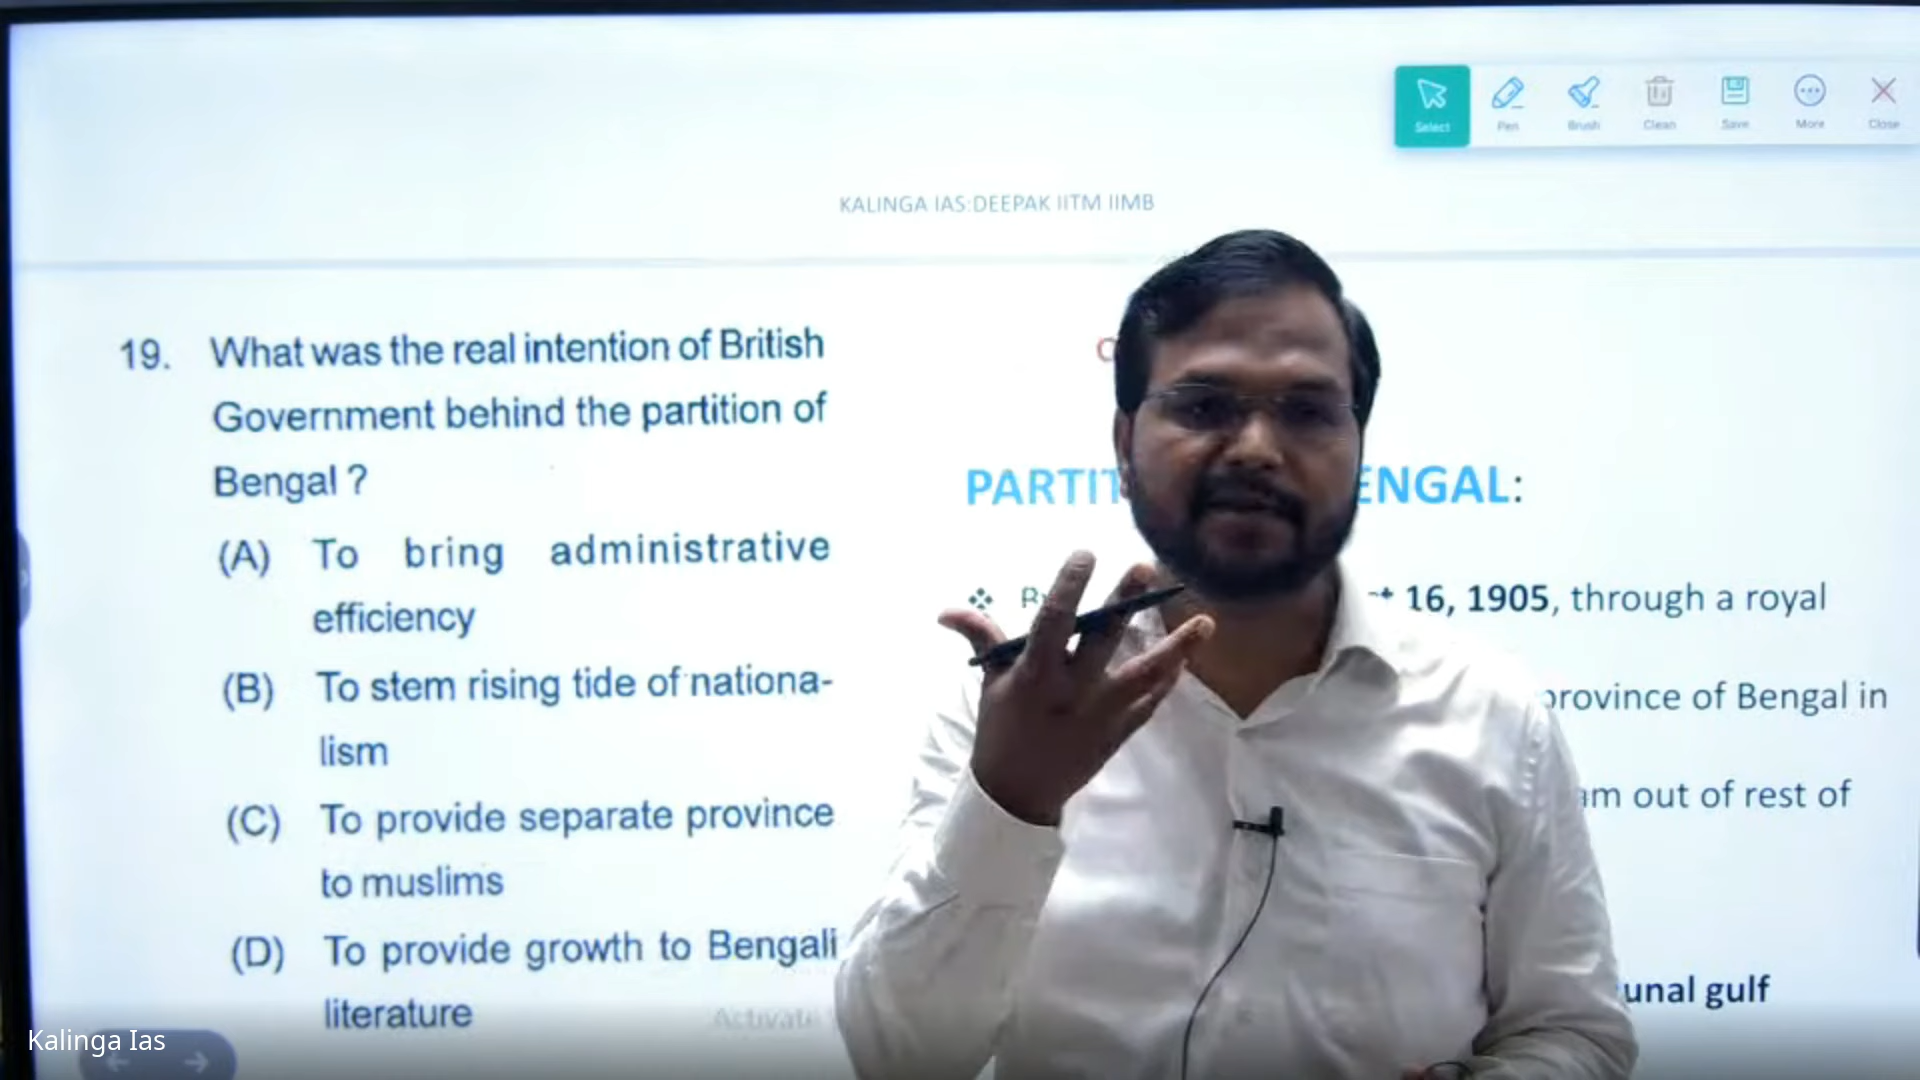 Select Pen Brush Clean Save More Close
KALINGA IAS:DEEPAK IITM IIMB
19. What was the real intention of British
Government behind the partition of
Bengal ?
(A) To bring administrative
efficiency
(B) To stem rising tide of nationa-
lism
(C) To provide separate province
to muslims
(D) To provide growth to Bengali
literature
ENGAL:
16, 1905, through a royal
province of Bengal in
out of rest of
gulf
Activate
Kalinga Ias